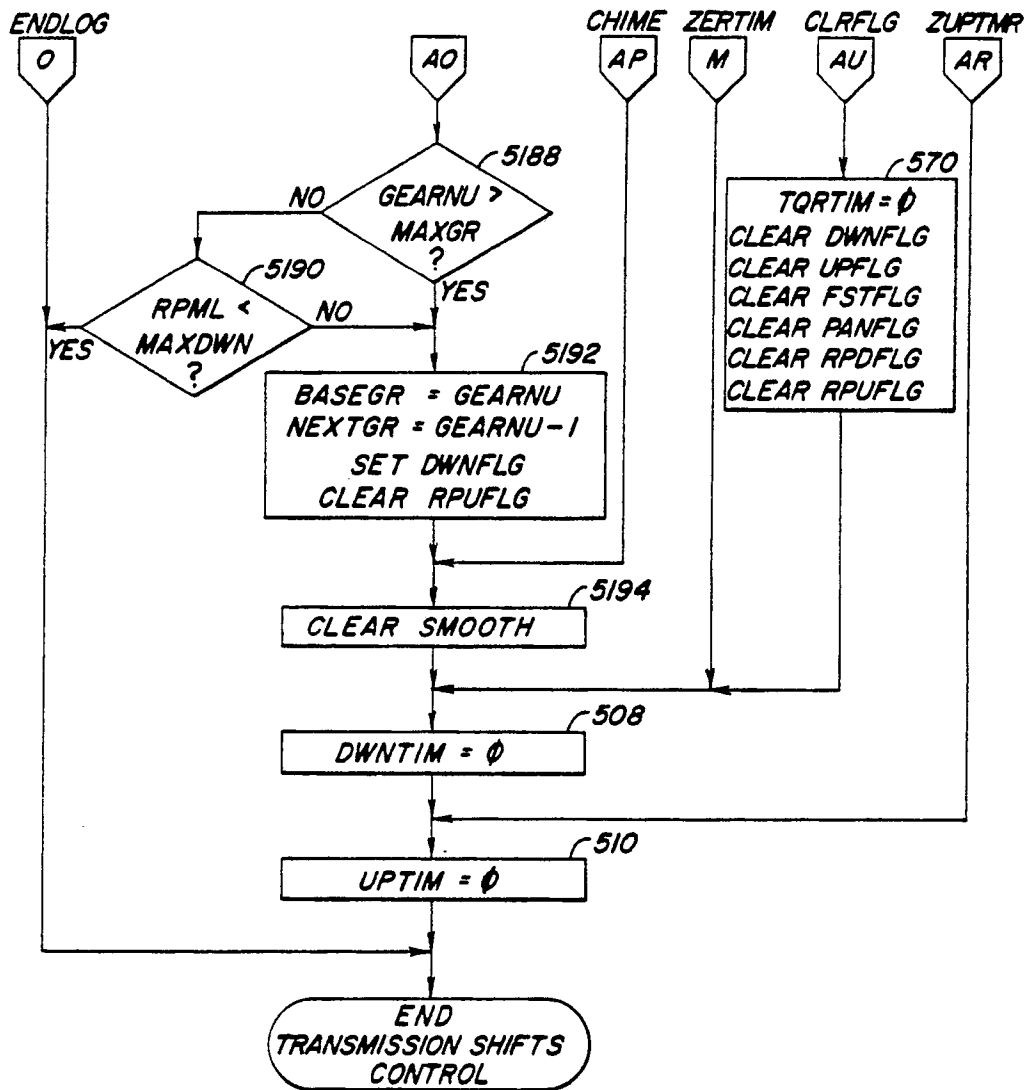 ENDLOG
CHIME
ZERTIM
CLRFLG
ZUPTMR
O
AO
AP
M
AU
AR
5188
GEARNU >
MAXGR
?
NO
YES
570
TQRTIM = φ
CLEAR DWNFLG
CLEAR UPFLG
CLEAR FSTFLG
CLEAR PANFLG
CLEAR RPDFLG
CLEAR RPUFLG
5190
RPML <
MAXDWN
?
NO
YES
5192
BASEGR = GEARNU
NEXTGR = GEARNU-1
SET DWNFLG
CLEAR RPUFLG
5194
CLEAR SMOOTH
508
DWNTIM = φ
510
UPTIM = φ
END
TRANSMISSION SHIFTS
CONTROL